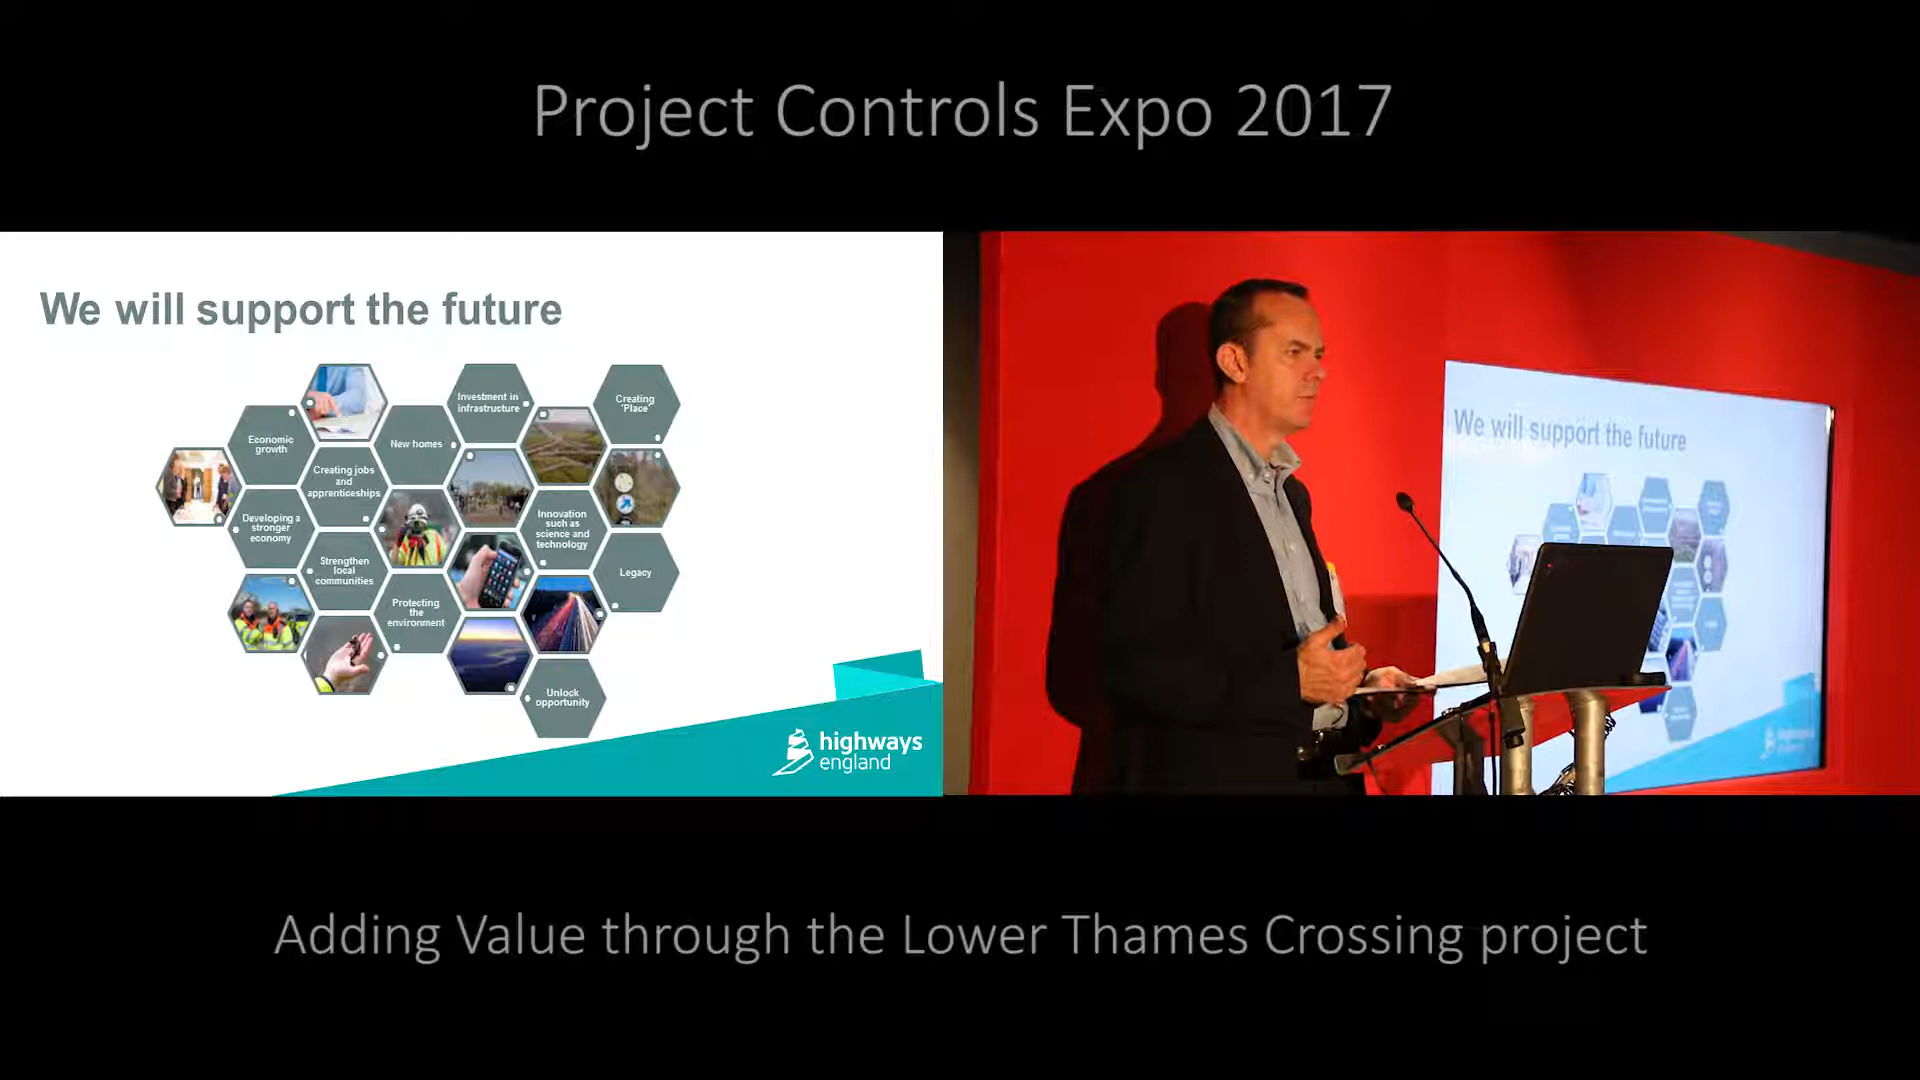 Project Controls Expo 2017
We will support the future
Investment in
infrastructure
Creating
'Place'
Economic
growth
New homes
Creating jobs
and
apprenticeships
Developing a
stronger
economy
Innovation
such as
science and
technology
Strengthen
local
communities
Legacy
Protecting
the
environment
Unlock
opportunity
highways
england
We will support the future
Adding Value through the Lower Thames Crossing project